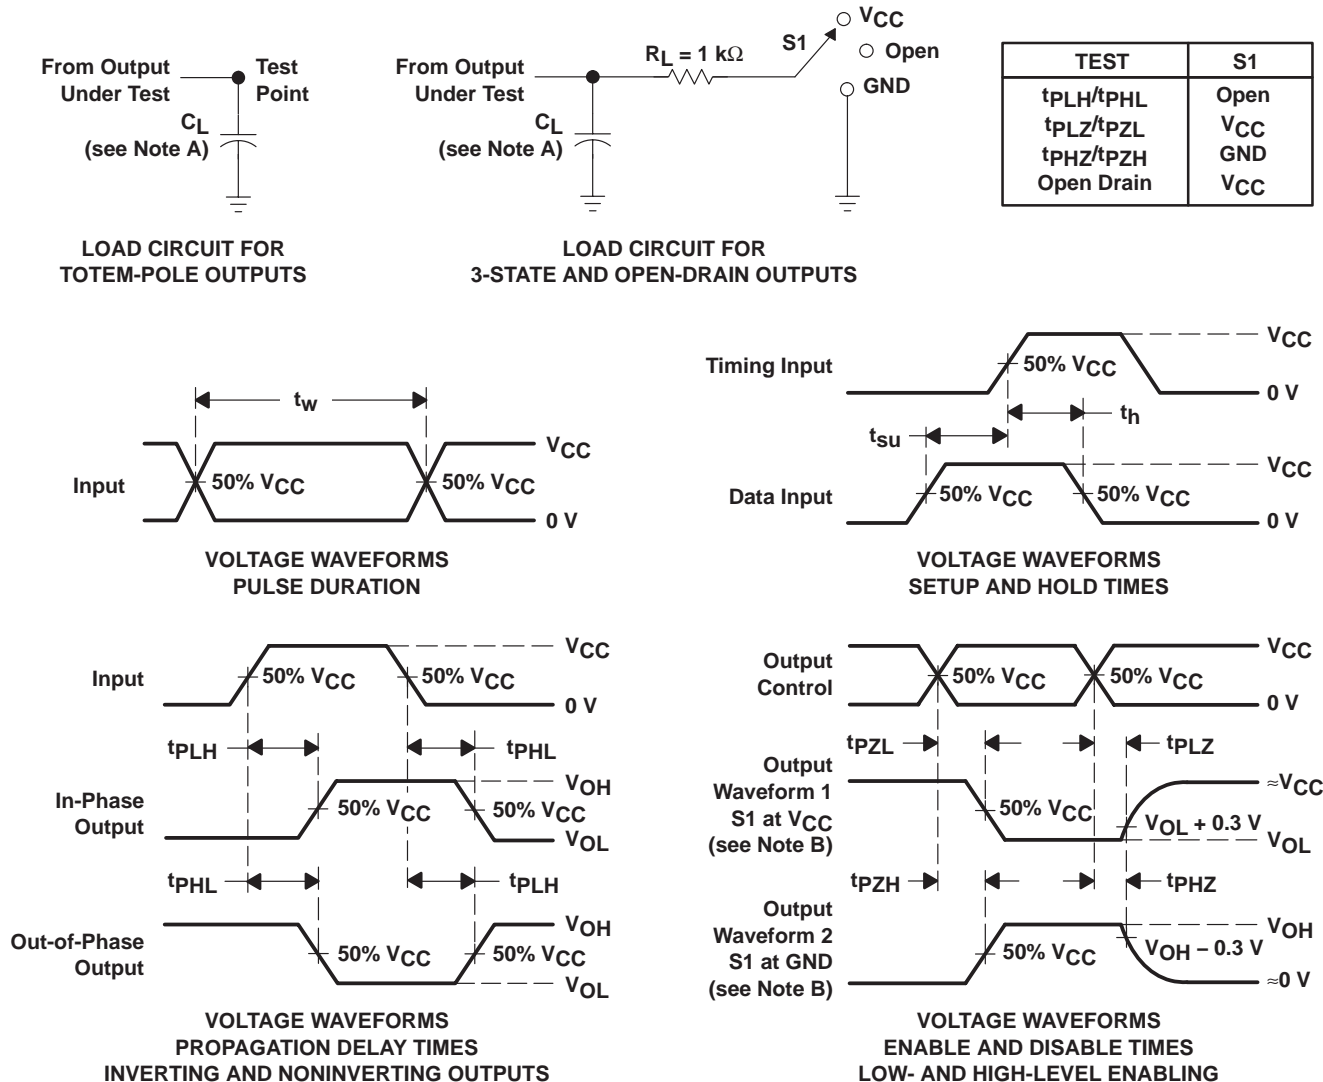 From Output
Under Test
Test
Point
CL
(see Note A)
LOAD CIRCUIT FOR
TOTEM-POLE OUTPUTS
From Output
Under Test
RL = 1 kΩ
S1
VCC
Open
GND
CL
(see Note A)
LOAD CIRCUIT FOR
3-STATE AND OPEN-DRAIN OUTPUTS
TEST S1
tPLH/tPHL Open
tPLZ/tPZL VCC
tPHZ/tPZH GND
Open Drain VCC
tw
Input
50% VCC
50% VCC
VCC
0 V
VOLTAGE WAVEFORMS
PULSE DURATION
Timing Input
50% VCC
VCC
0 V
tsu
th
Data Input
50% VCC
50% VCC
VCC
0 V
VOLTAGE WAVEFORMS
SETUP AND HOLD TIMES
Input
50% VCC
50% VCC
VCC
0 V
tPLH
tPHL
In-Phase
Output
50% VCC
50% VCC
VOH
VOL
tPHL
tPLH
Out-of-Phase
Output
50% VCC
50% VCC
VOH
VOL
VOLTAGE WAVEFORMS
PROPAGATION DELAY TIMES
INVERTING AND NONINVERTING OUTPUTS
Output
Control
50% VCC
50% VCC
VCC
0 V
tPZL
tPLZ
Output
Waveform 1
S1 at VCC
(see Note B)
50% VCC
VOL + 0.3 V
≈VCC
VOL
tPZH
tPHZ
Output
Waveform 2
S1 at GND
(see Note B)
50% VCC
VOH − 0.3 V
VOH
≈0 V
VOLTAGE WAVEFORMS
ENABLE AND DISABLE TIMES
LOW- AND HIGH-LEVEL ENABLING